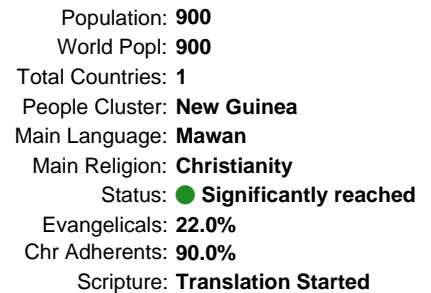 Population: 900
World Popl: 900
Total Countries: 1
People Cluster: New Guinea
Main Language: Mawan
Main Religion: Christianity
Status: Significantly reached
Evangelicals: 22.0%
Chr Adherents: 90.0%
Scripture: Translation Started